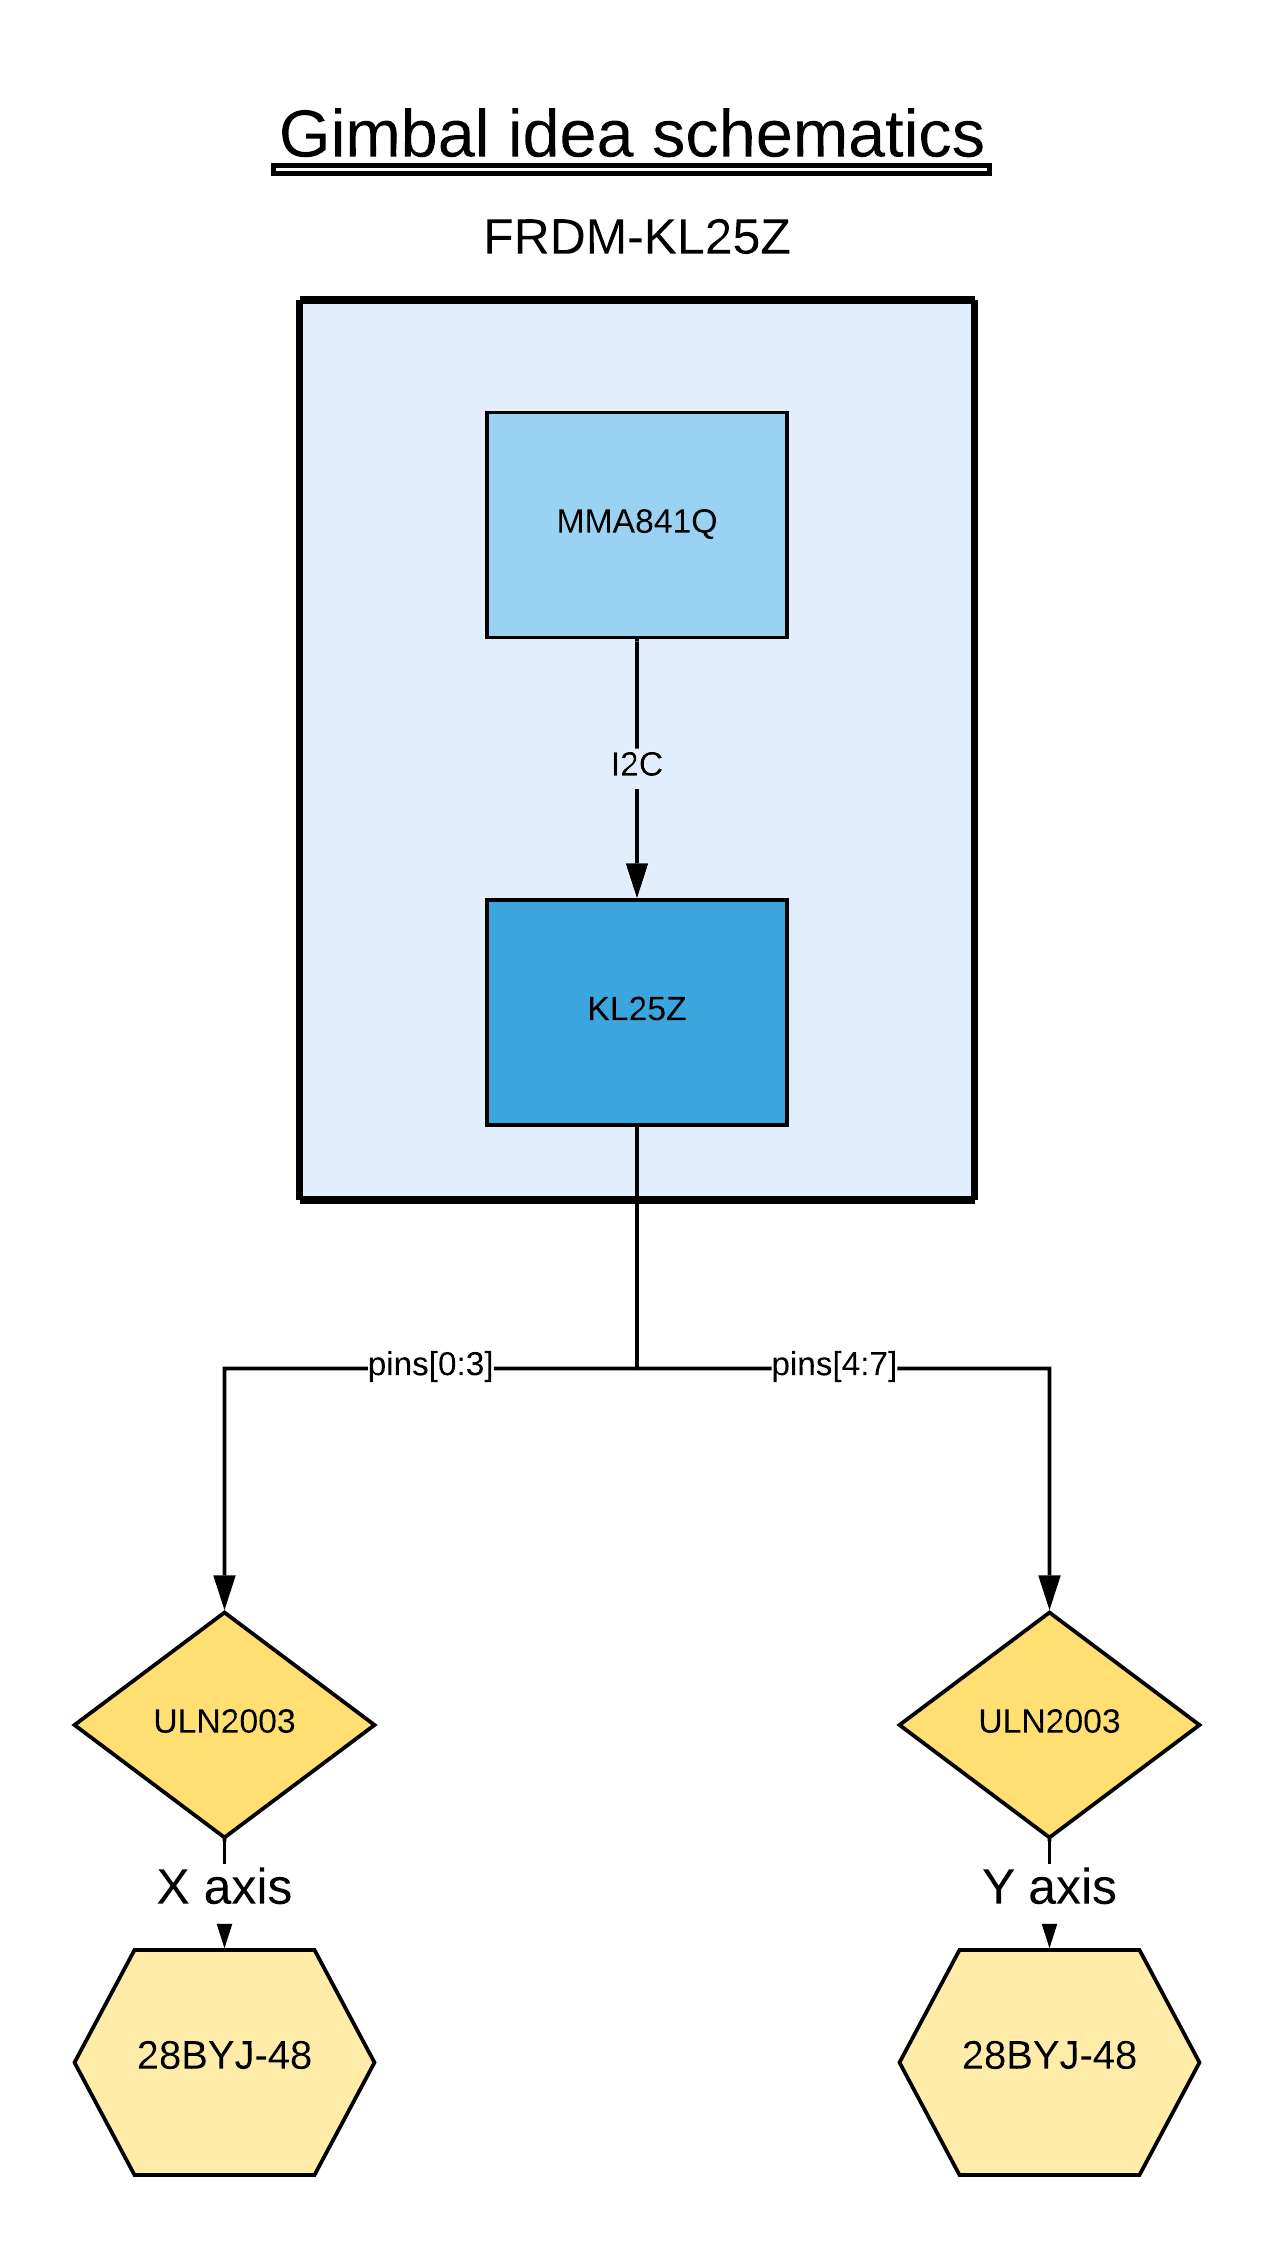 Gimbal idea schematics
FRDM-KL25Z
MMA841Q
I2C
KL25Z
pins[0:3]
pins[4:7]
ULN2003
ULN2003
X axis
Y axis
28BYJ-48
28BYJ-48